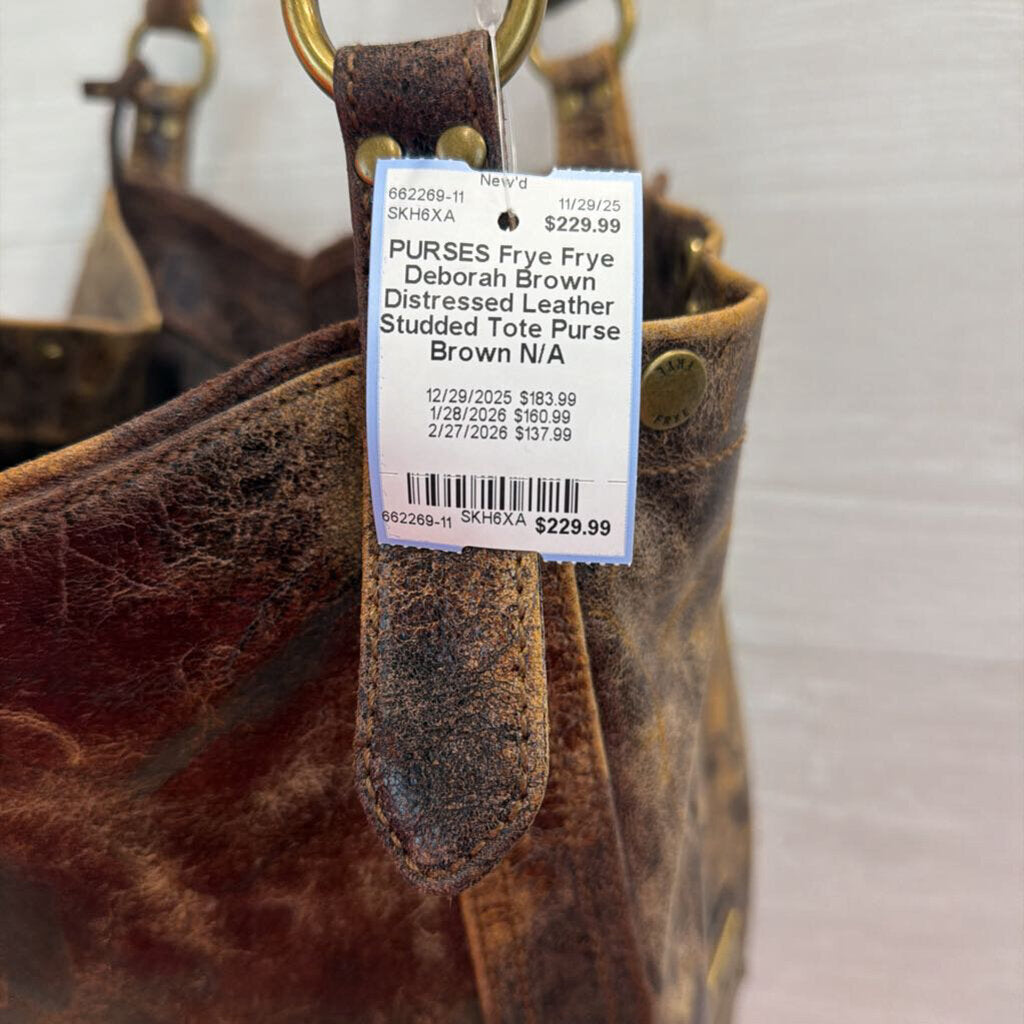 New'd
662269-11 11/29/25
SKH6XA $229.99
PURSES Frye Frye
Deborah Brown
Distressed Leather
Studded Tote Purse
Brown N/A
12/29/2025 $183.99
1/28/2026 $160.99
2/27/2026 $137.99
662269-11 SKH6XA $229.99
FRYE